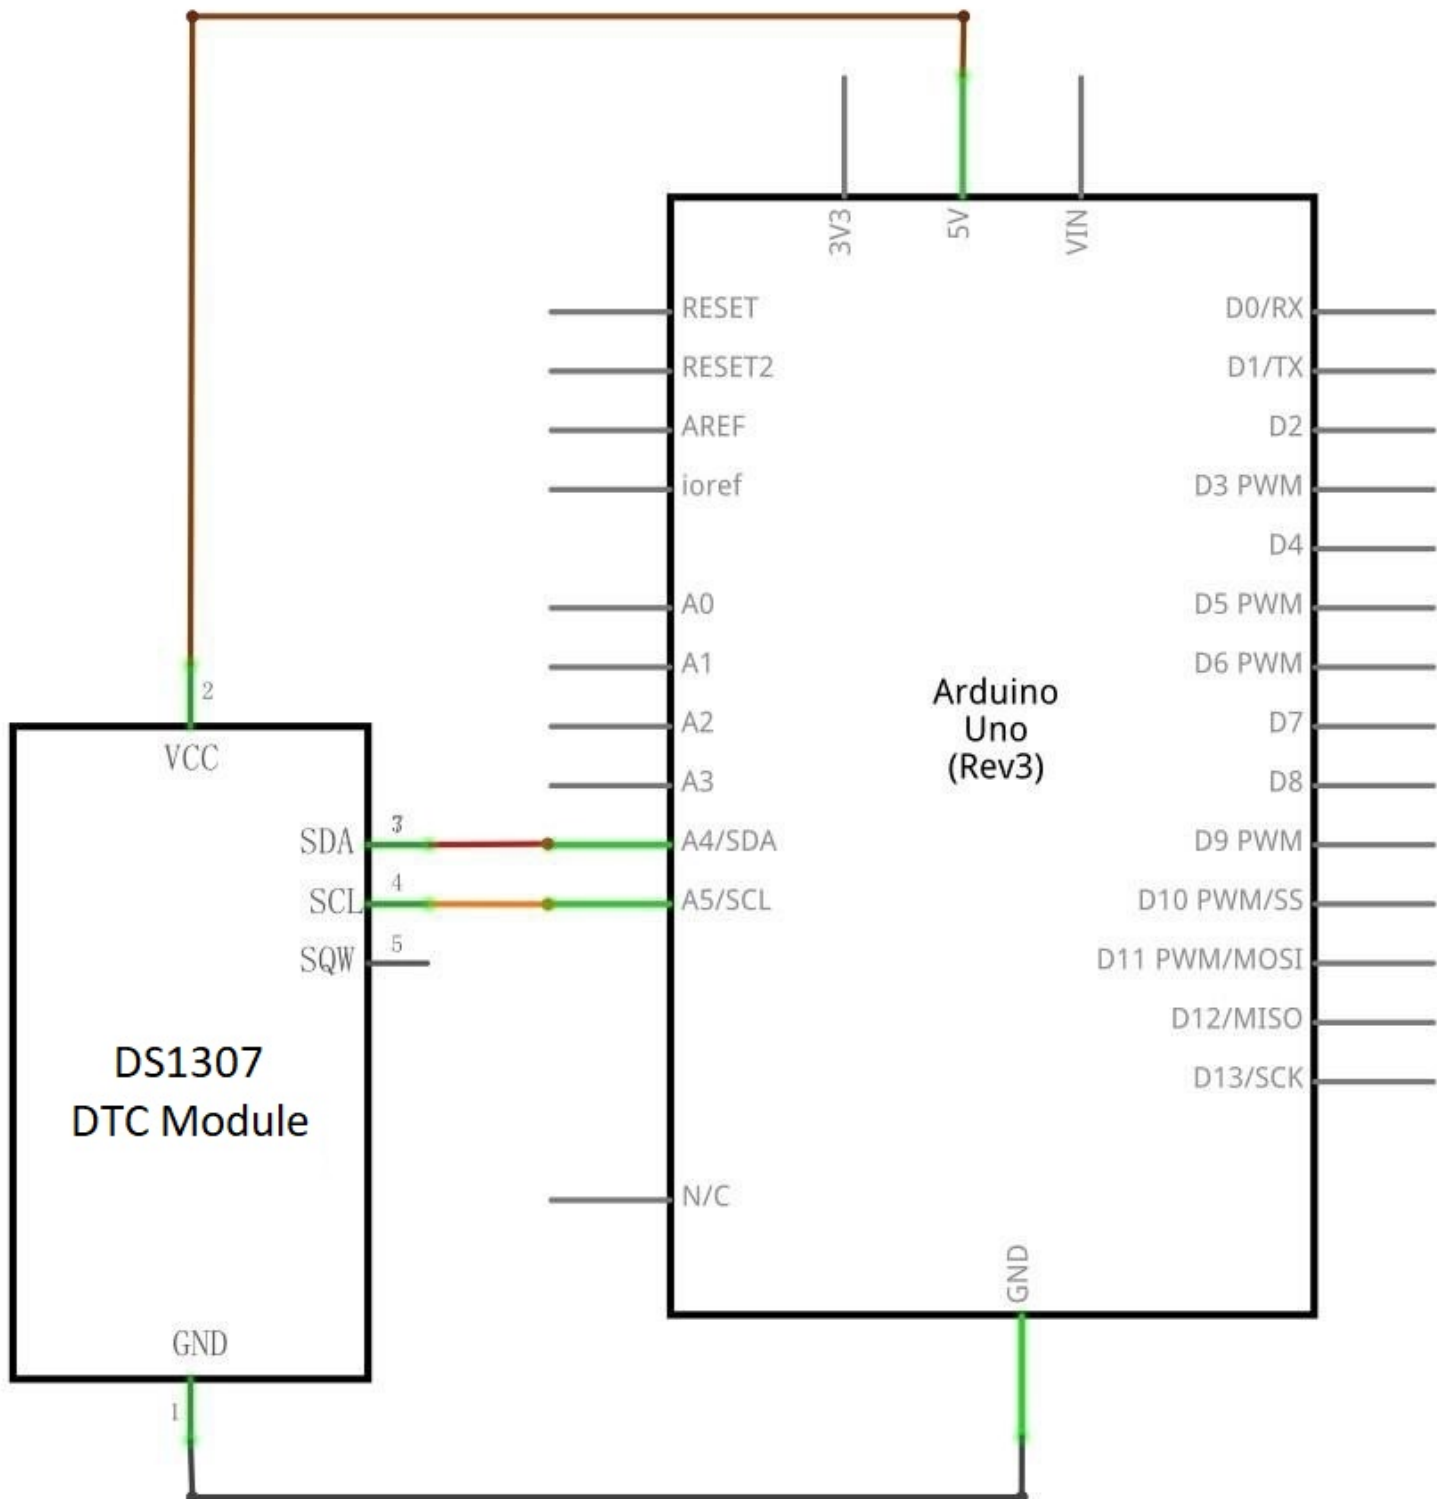 3V3
5V
VIN
RESET
RESET2
AREF
ioref
A0
A1
A2
A3
A4/SDA
A5/SCL
N/C
Arduino
Uno
(Rev3)
D0/RX
D1/TX
D2
D3 PWM
D4
D5 PWM
D6 PWM
D7
D8
D9 PWM
D10 PWM/SS
D11 PWM/MOSI
D12/MISO
D13/SCK
GND
2
VCC
SDA 3
SCL 4
SQW 5
DS1307
DTC Module
GND
1